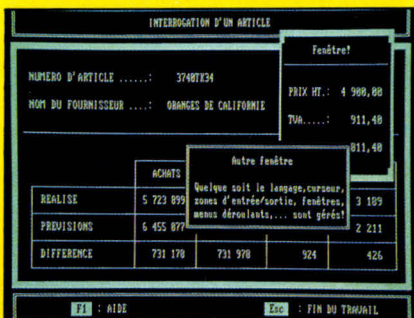 INTERROGATION D'UN ARTICLE
Fenêtre!
NUMERO D'ARTICLE ......: 3740TK34
PRIX HT.: 4 900,00
NOM DU FOURNISSEUR ....: ORANGES DE CALIFORNIE
TVA.....: 911,40
811,40
Autre fenêtre
ACHATS
Quelque soit le langage,curseur,
zones d'entrée/sortie, fenêtres,
menus déroulants,... sont gérés!
REALISE 5 723 899 3 189
PREVISIONS 6 455 077 2 211
DIFFERENCE 731 178 731 978 924 426
F1 : AIDE Esc : FIN DU TRAVAIL